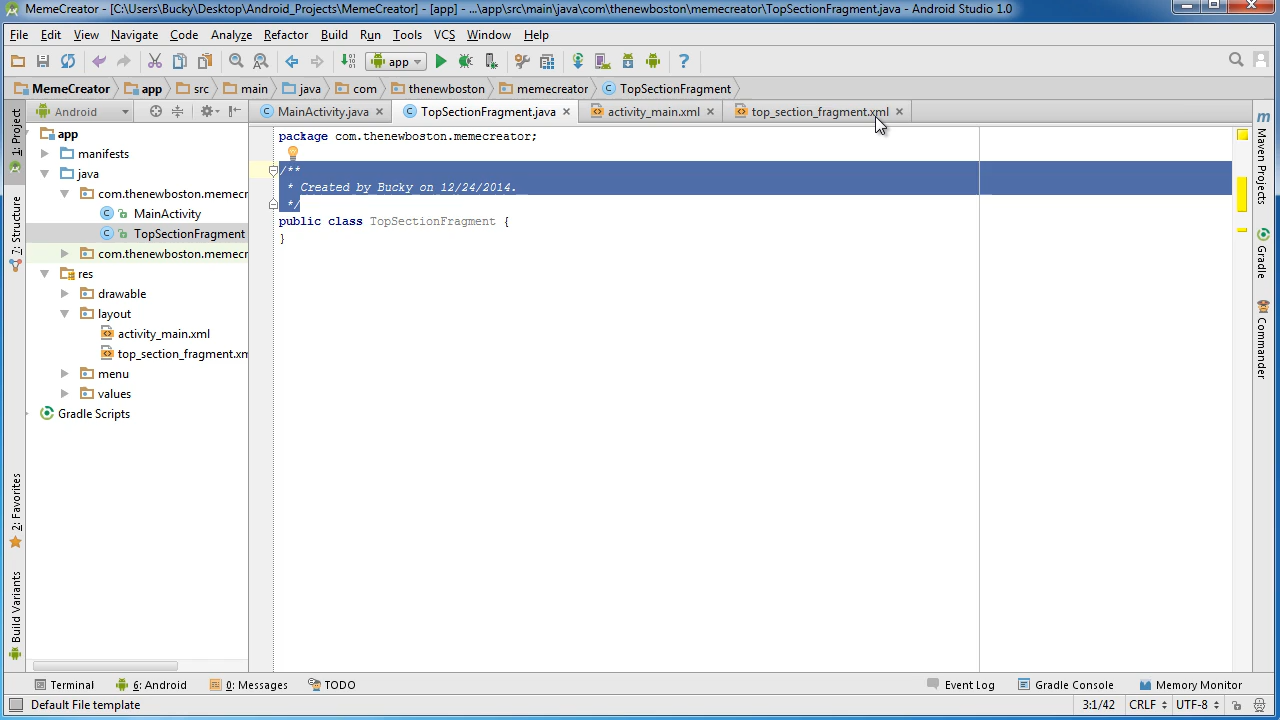 MemeCreator - [C:\Users\Bucky\Desktop\Android_Projects\MemeCreator] - [app] - ...\app\src\main\java\com\thenewboston\memecreator\TopSectionFragment.java - Android Studio 1.0
File Edit View Navigate Code Analyze Refactor Build Run Tools VCS Window Help
app
MemeCreator app src main java com thenewboston memecreator TopSectionFragment
Android
MainActivity.java TopSectionFragment.java activity_main.xml top_section_fragment.xml
1: Project
7: Structure
2: Favorites
Build Variants
app
manifests
java
com.thenewboston.memecr
MainActivity
TopSectionFragment
com.thenewboston.memecr
res
drawable
layout
activity_main.xml
top_section_fragment.xm
menu
values
Gradle Scripts
package com.thenewboston.memecreator;
/**
* Created by Bucky on 12/24/2014.
*/
public class TopSectionFragment {
}
m
Maven Projects
Gradle
Commander
Terminal 6: Android 0: Messages TODO Event Log Gradle Console Memory Monitor
Default File template 3:1/42 CRLF UTF-8